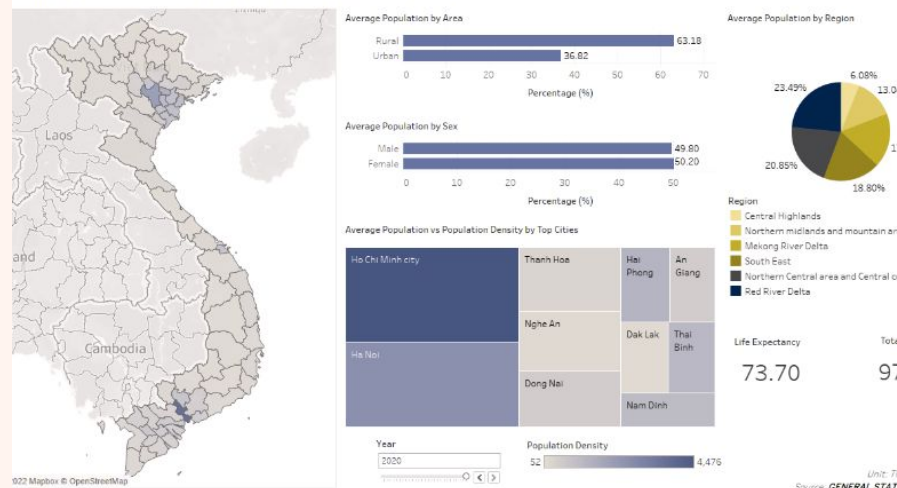 Laos
Cambodia
Average Population by Area
Rural
63.18
Urban
36.82
0 10 20 30 40 50 60 70
Percentage (%)
Average Population by Sex
Male
49.80
Female
50.20
0 10 20 30 40 50
Percentage (%)
Average Population vs Population Density by Top Cities
Ho Chi Minh city
Ha Noi
Thanh Hoa
Nghe An
Dong Nai
Hai
Phong
An
Giang
Dak Lak
Thai
Binh
Nam Dinh
Year
2020
Population Density
52
4,476
Average Population by Region
6.08%
23.49%
20.85%
18.80%
Region
Central Highlands
Northern midlands and mountain
Mekong River Delta
South East
Northern Central area and Central
Red River Delta
Life Expectancy
73.70
Mapbox © OpenStreetMap
Unit:
Source: GENERAL